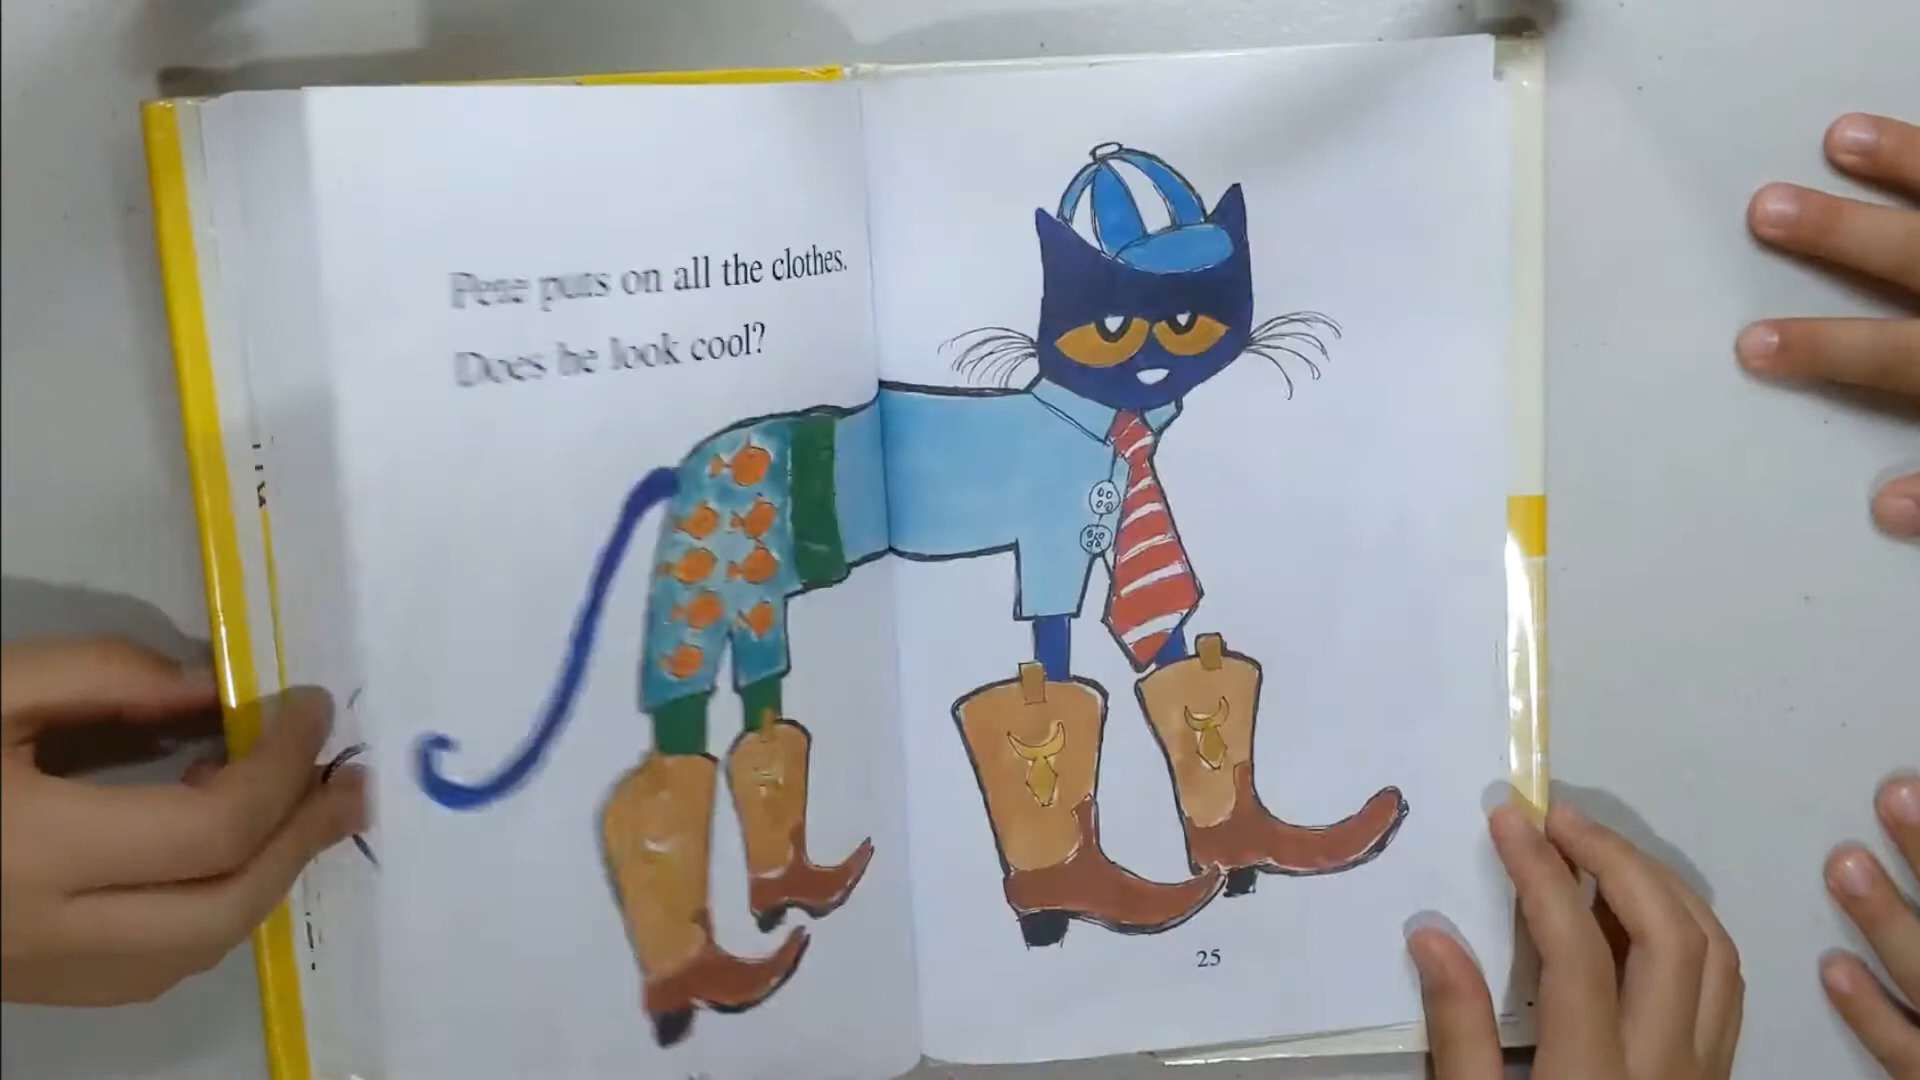 Pete puts on all the clothes.
Does he look cool?
25